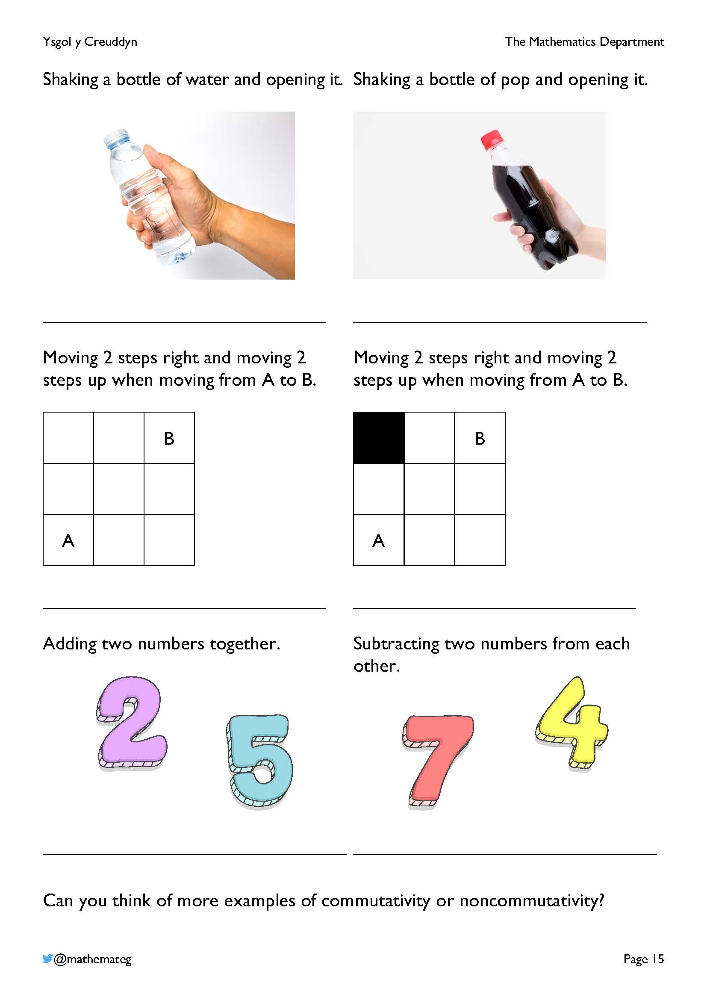 Ysgol y Creuddyn
The Mathematics Department
Shaking a bottle of water and opening it.
Shaking a bottle of pop and opening it.
Moving 2 steps right and moving 2
steps up when moving from A to B.
Moving 2 steps right and moving 2
steps up when moving from A to B.
B
A
B
A
Adding two numbers together.
Subtracting two numbers from each
other.
2
5
7
4
Can you think of more examples of commutativity or noncommutativity?
@mathemateg
Page 15